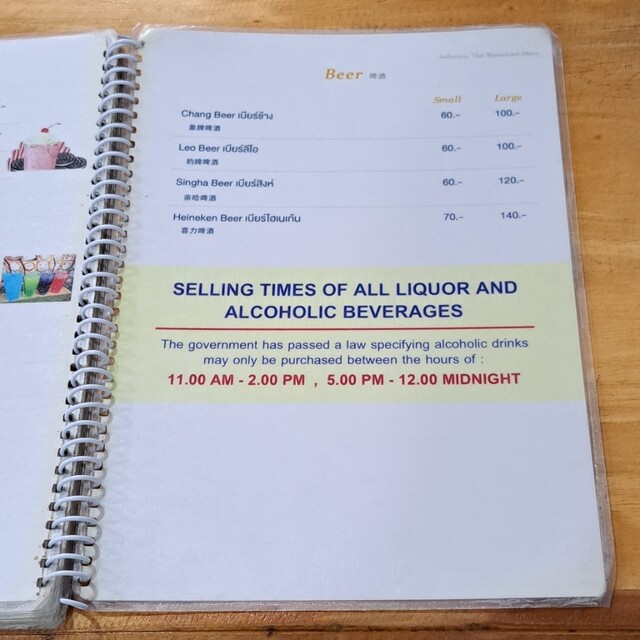 Thai Restaurant Menu
Beer 啤酒
Small Large
Chang Beer เบียร์ช้าง 60.- 100.-
象牌啤酒
Leo Beer เบียร์ลีโอ 60.- 100.-
豹牌啤酒
Singha Beer เบียร์สิงห์ 60.- 120.-
泰哈啤酒
Heineken Beer เบียร์ไฮเนเก้น 70.- 140.-
喜力啤酒
SELLING TIMES OF ALL LIQUOR AND
ALCOHOLIC BEVERAGES
The government has passed a law specifying alcoholic drinks
may only be purchased between the hours of :
11.00 AM - 2.00 PM , 5.00 PM - 12.00 MIDNIGHT